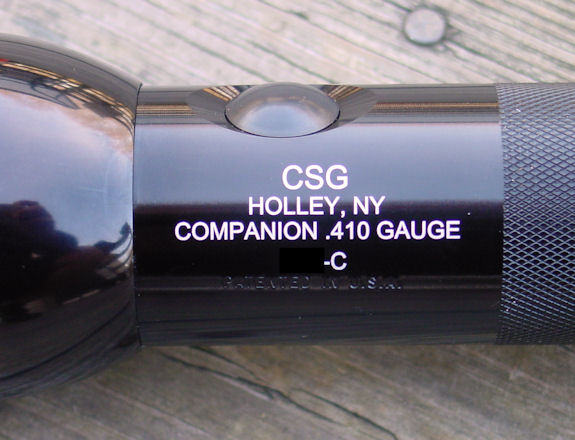 CSG
HOLLEY, NY
COMPANION .410 GAUGE
-C
PATENTED IN U.S.A.